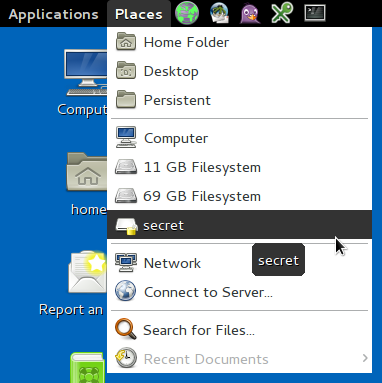 Applications Places
Home Folder
Desktop
Persistent
Computer
11 GB Filesystem
69 GB Filesystem
secret
Network
secret
Connect to Server...
Search for Files...
Recent Documents
Comput
home
Report an